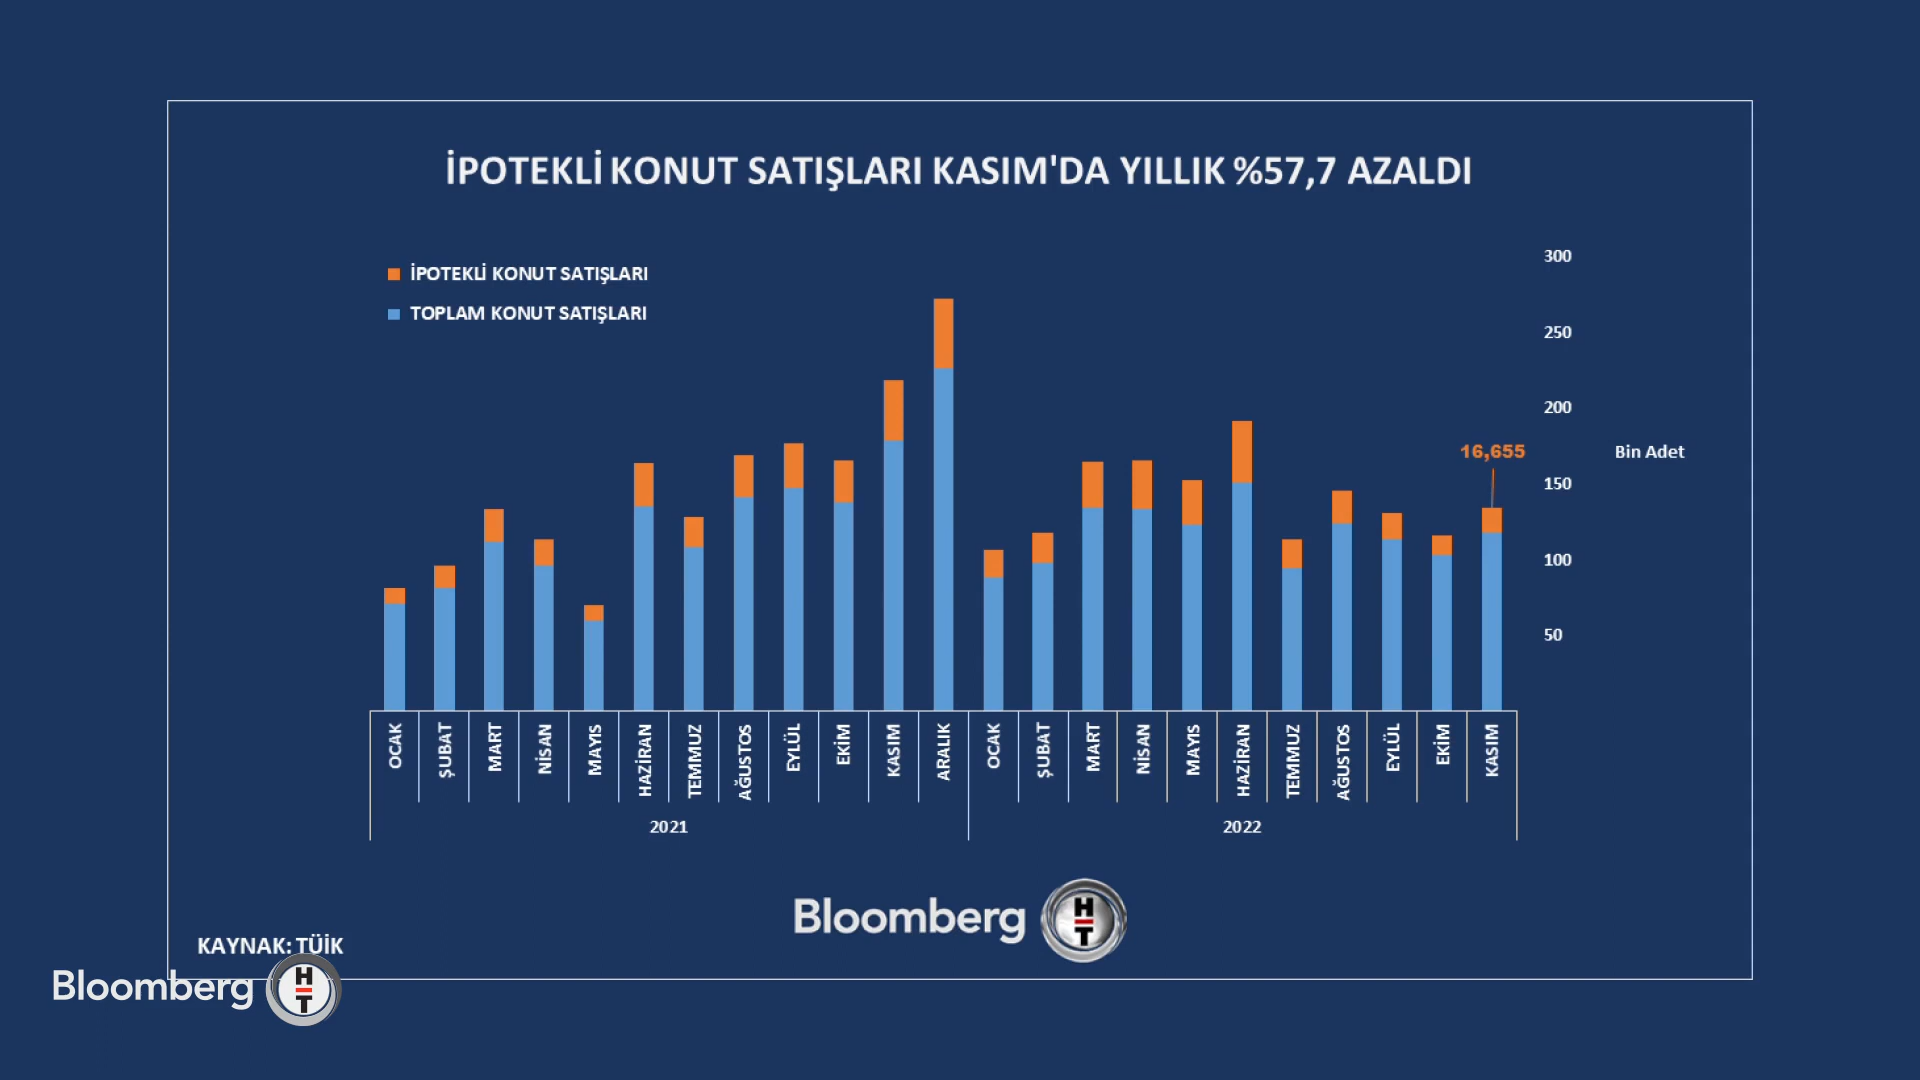 İPOTEKLİ KONUT SATIŞLARI KASIM'DA YILLIK %57,7 AZALDI
İPOTEKLİ KONUT SATIŞLARI
TOPLAM KONUT SATIŞLARI
300
250
200
150
100
50
Bin Adet
16,655
OCAK
ŞUBAT
MART
NİSAN
MAYIS
HAZİRAN
TEMMUZ
AĞUSTOS
EYLÜL
EKİM
KASIM
ARALIK
OCAK
ŞUBAT
MART
NİSAN
MAYIS
HAZİRAN
TEMMUZ
AĞUSTOS
EYLÜL
EKİM
KASIM
2021
2022
Bloomberg HT
KAYNAK: TÜİK
Bloomberg HT